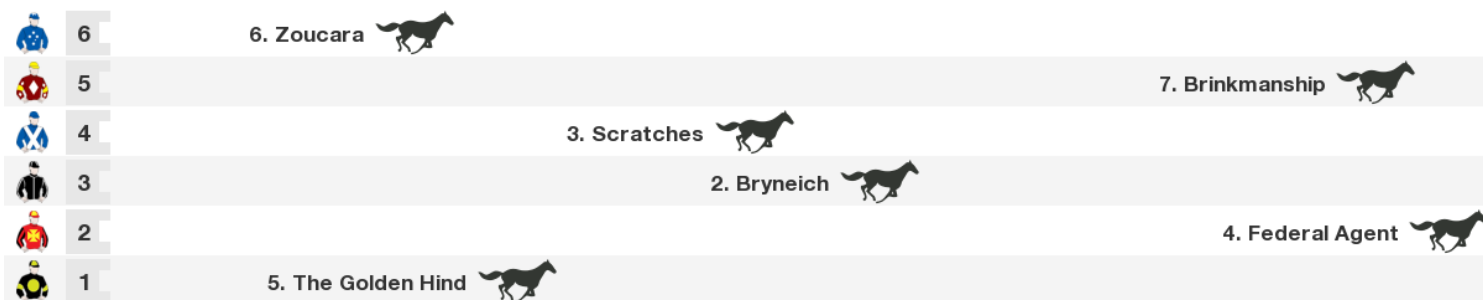 6 6. Zoucara
5 7. Brinkmanship
4 3. Scratches
3 2. Bryneich
2 4. Federal Agent
1 5. The Golden Hind